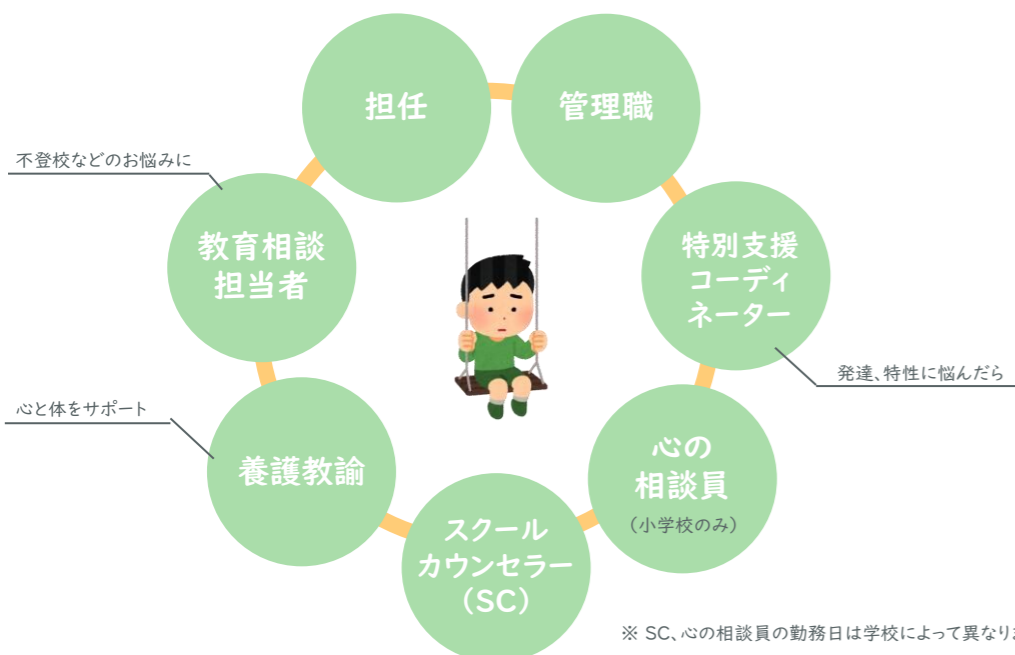 担任
管理職
不登校などのお悩みに
教育相談
担当者
特別支援
コーディ
ネーター
発達、特性に悩んだら
心と体をサポート
養護教諭
心の
相談員
(小学校のみ)
スクール
カウンセラー
(SC)
※ SC、心の相談員の勤務日は学校によって異なりま